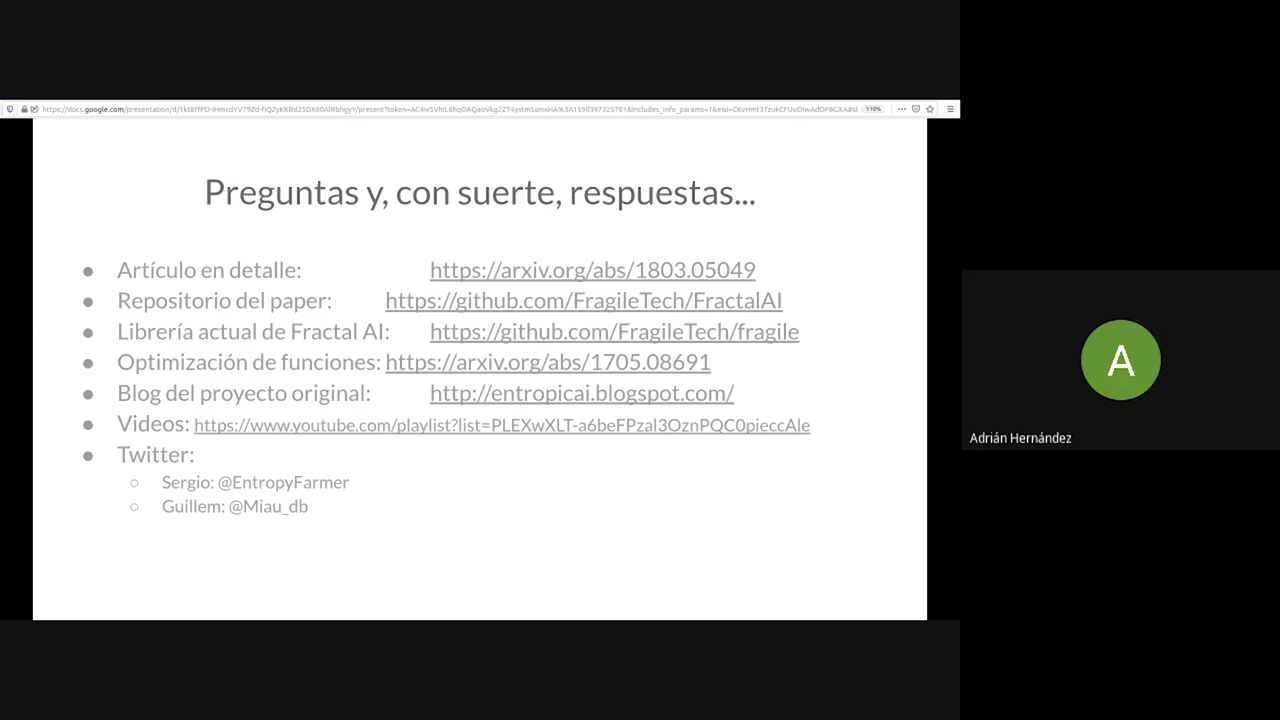 Preguntas y, con suerte, respuestas...
● Artículo en detalle: https://arxiv.org/abs/1803.05049
● Repositorio del paper: https://github.com/FragileTech/FractalAI
● Librería actual de Fractal AI: https://github.com/FragileTech/fragile
● Optimización de funciones: https://arxiv.org/abs/1705.08691
● Blog del proyecto original: http://entropicai.blogspot.com/
● Videos: https://www.youtube.com/playlist?list=PLEXwXLT-a6beFPzal3OznPQC0pieccAle
● Twitter:
○ Sergio: @EntropyFarmer
○ Guillem: @Miau_db
110%
A
Adrián Hernández